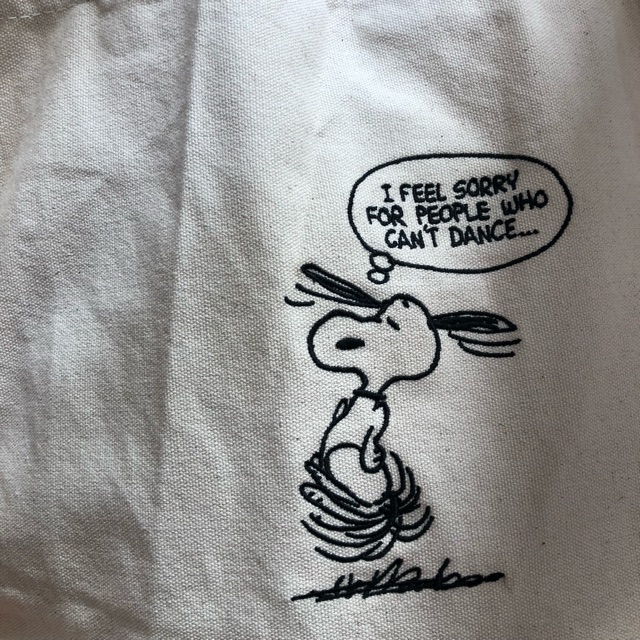 I FEEL SORRY
FOR PEOPLE WHO
CAN'T DANCE...